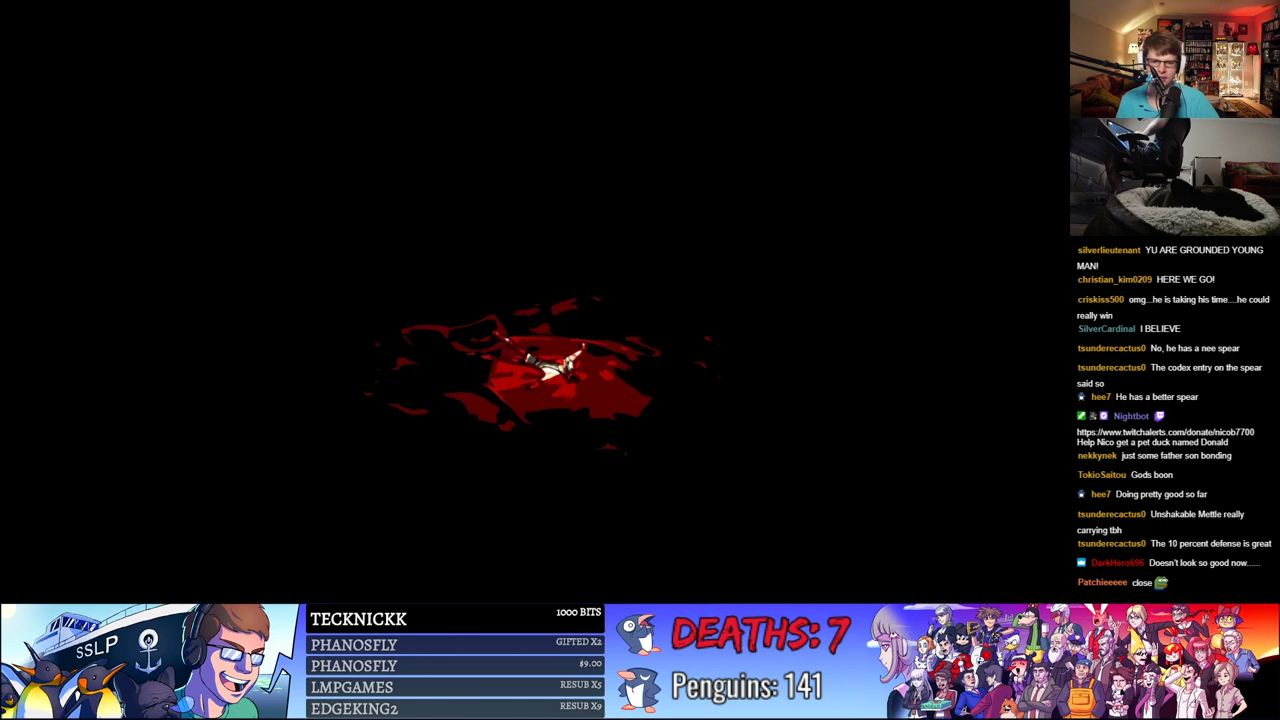 silverlieutenant YU ARE GROUNDED YOUNG
MAN!
christian_kim0209 HERE WE GO!
criskiss500 omg...he is taking his time....he could
really win
SilverCardinal I BELIEVE
tsunderecactus0 No, he has a nee spear
tsunderecactus0 The codex entry on the spear
said so
hee7 He has a better spear
Nightbot
https://www.twitchalerts.com/donate/nicob7700
Help Nico get a pet duck named Donald
nekkynek just some father son bonding
TokioSaitou Gods boon
hee7 Doing pretty good so far
tsunderecactus0 Unshakable Mettle really
carrying tbh
tsunderecactus0 The 10 percent defense is great
DarkHero696 Doesn't look so good now......
Patchieeeee close
SSLP
TECKNICKK 1000 BITS
PHANOSFLY GIFTED X2
PHANOSFLY $9.00
LMPGAMES RESUB X5
EDGEKING2 RESUB X9
DEATHS: 7
Penguins: 141